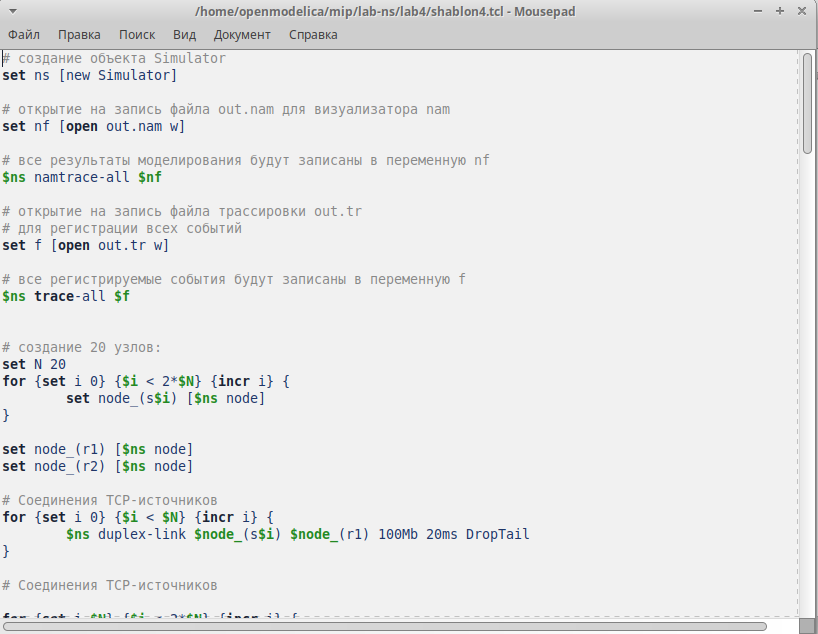 /home/openmodelica/mip/lab-ns/lab4/shablon4.tcl - Mousepad
Файл Правка Поиск Вид Документ Справка
# создание объекта Simulator
set ns [new Simulator]
# открытие на запись файла out.nam для визуализатора nam
set nf [open out.nam w]
# все результаты моделирования будут записаны в переменную nf
$ns namtrace-all $nf
# открытие на запись файла трассировки out.tr
# для регистрации всех событий
set f [open out.tr w]
# все регистрируемые события будут записаны в переменную f
$ns trace-all $f
# создание 20 узлов:
set N 20
for {set i 0} {$i < 2*$N} {incr i} {
set node_(s$i) [$ns node]
}
set node_(r1) [$ns node]
set node_(r2) [$ns node]
# Соединения TCP-источников
for {set i 0} {$i < $N} {incr i} {
$ns duplex-link $node_(s$i) $node_(r1) 100Mb 20ms DropTail
}
# Соединения TCP-источников
for {set i $N} {$i < 2*$N} {incr i} {